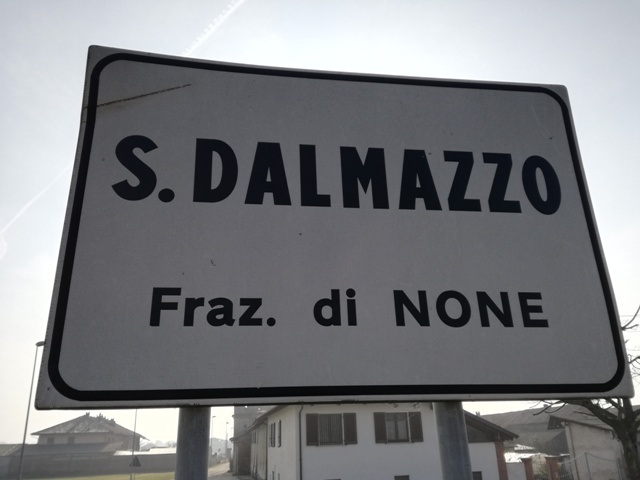 S. DALMAZZO
Fraz. di NONE